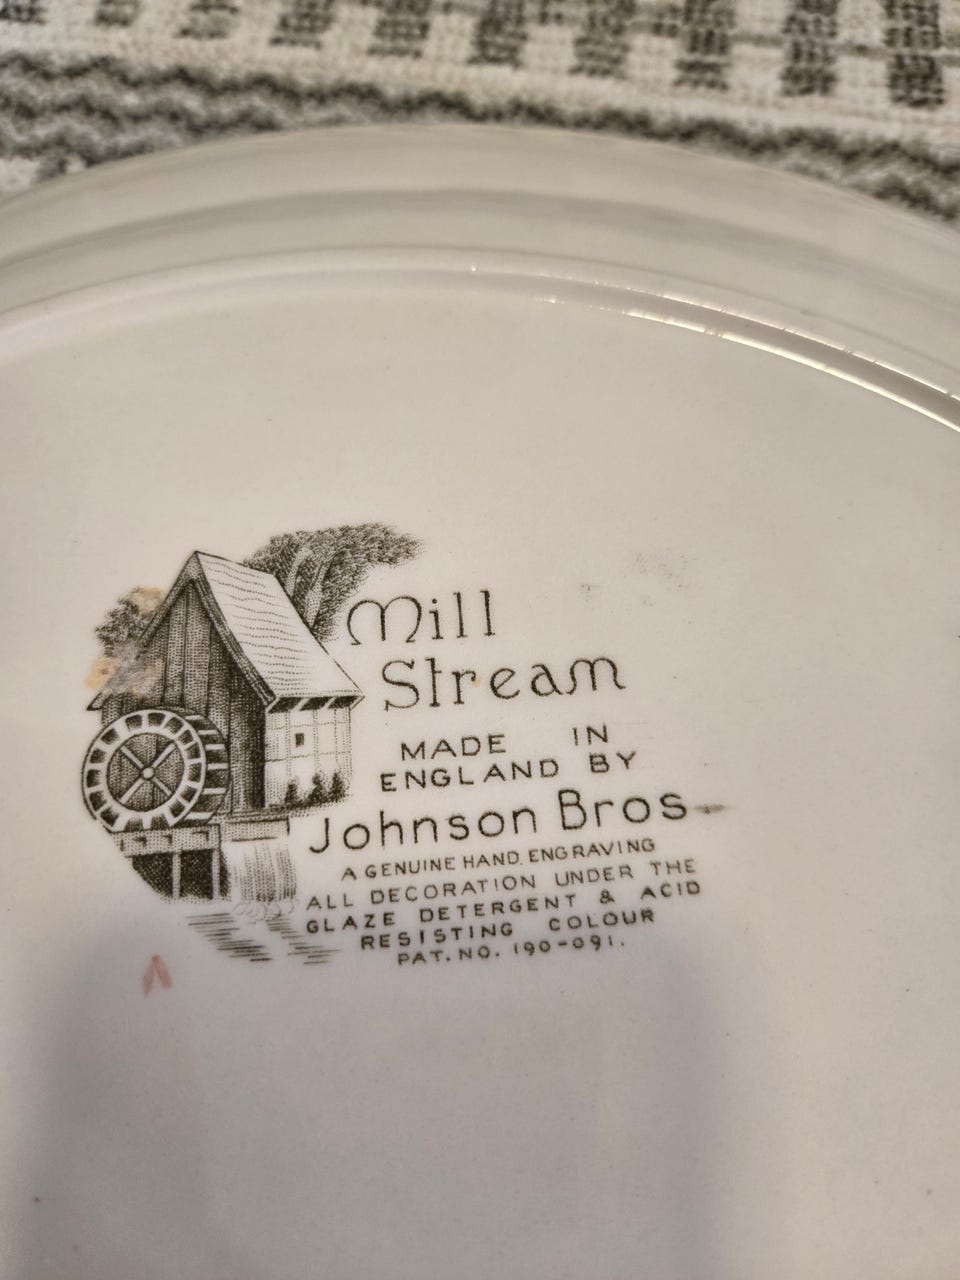 Mill
Stream
MADE IN
ENGLAND BY
Johnson Bros
A GENUINE HAND, ENGRAVING
ALL DECORATION UNDER THE
GLAZE DETERGENT & ACID
RESISTING COLOUR
PAT. NO. 190-091.